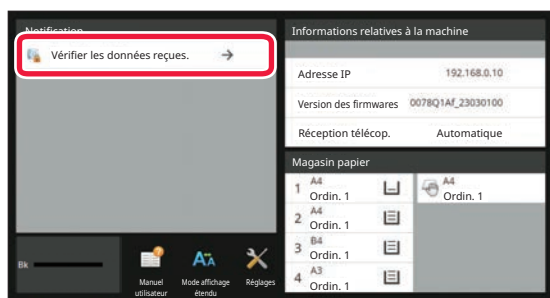 Notification
Vérifier les données reçues.
Bk
Manuel
utilisateur
Mode affichage
étendu
Réglages
Informations relatives à la machine
Adresse IP 192.168.0.10
Version des firmwares 0078Q1Af_23030100
Réception télécop. Automatique
Magasin papier
1 A4
Ordin. 1
2 A4
Ordin. 1
3 B4
Ordin. 1
4 A3
Ordin. 1
A4
Ordin. 1